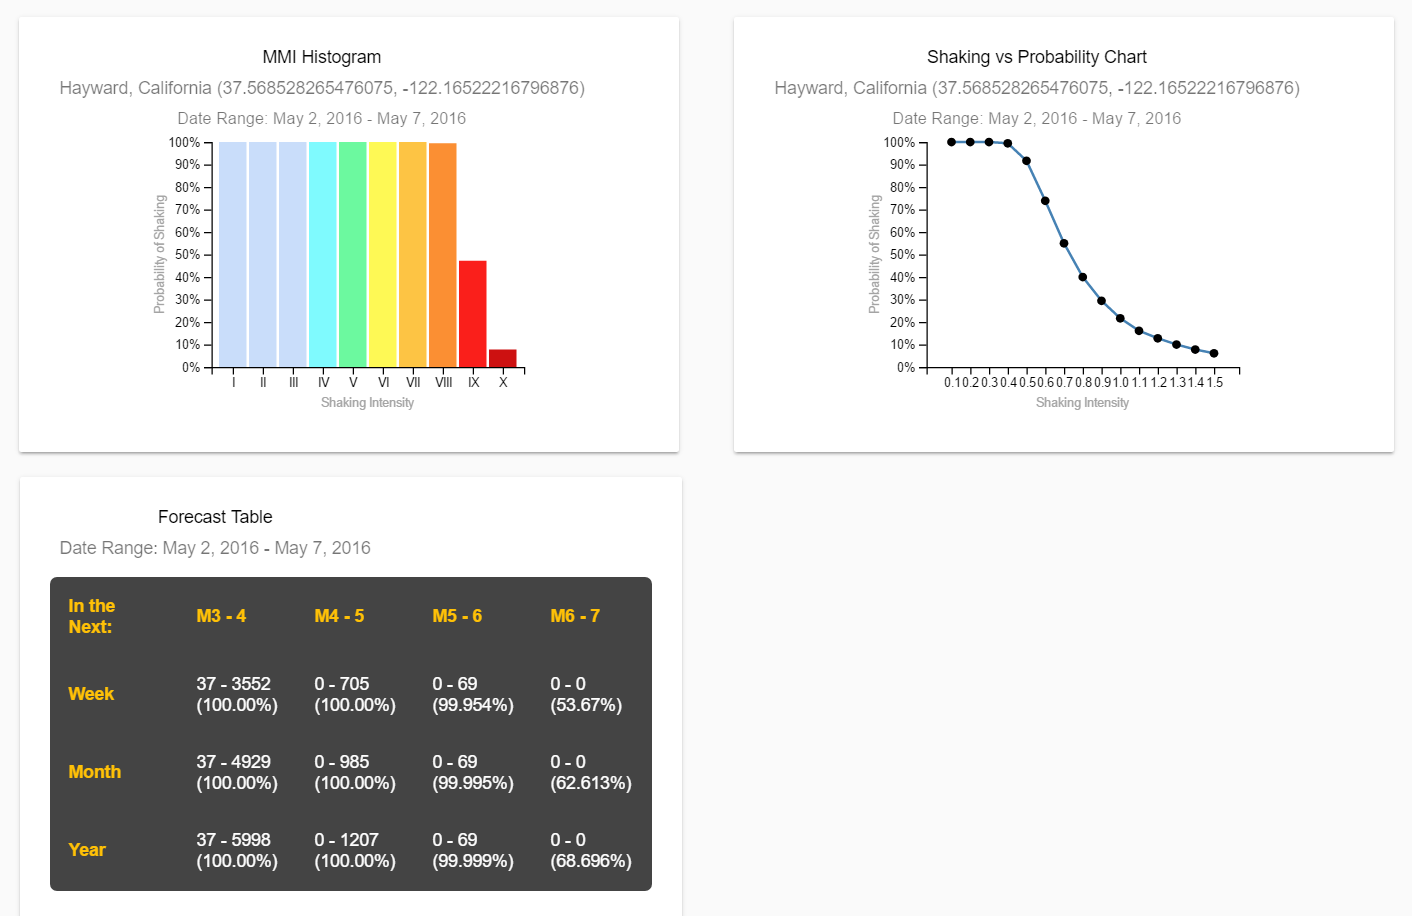 MMI Histogram
Hayward, California (37.568528265476075, -122.16522216796876)
Date Range: May 2, 2016 - May 7, 2016
100%
90%
80%
70%
60%
50%
40%
30%
20%
10%
0%
Probability of Shaking
I II III IV V VI VII VIII IX X
Shaking Intensity
Shaking vs Probability Chart
Hayward, California (37.568528265476075, -122.16522216796876)
Date Range: May 2, 2016 - May 7, 2016
100%
90%
80%
70%
60%
50%
40%
30%
20%
10%
0%
Probability of Shaking
0.1 0.2 0.3 0.4 0.5 0.6 0.7 0.8 0.9 1.0 1.1 1.2 1.3 1.4 1.5
Shaking Intensity
Forecast Table
Date Range: May 2, 2016 - May 7, 2016
In the
Next:
M3 - 4 M4 - 5 M5 - 6 M6 - 7
Week
37 - 3552 0 - 705 0 - 69 0 - 0
(100.00%) (100.00%) (99.954%) (53.67%)
Month
37 - 4929 0 - 985 0 - 69 0 - 0
(100.00%) (100.00%) (99.995%) (62.613%)
Year
37 - 5998 0 - 1207 0 - 69 0 - 0
(100.00%) (100.00%) (99.999%) (68.696%)